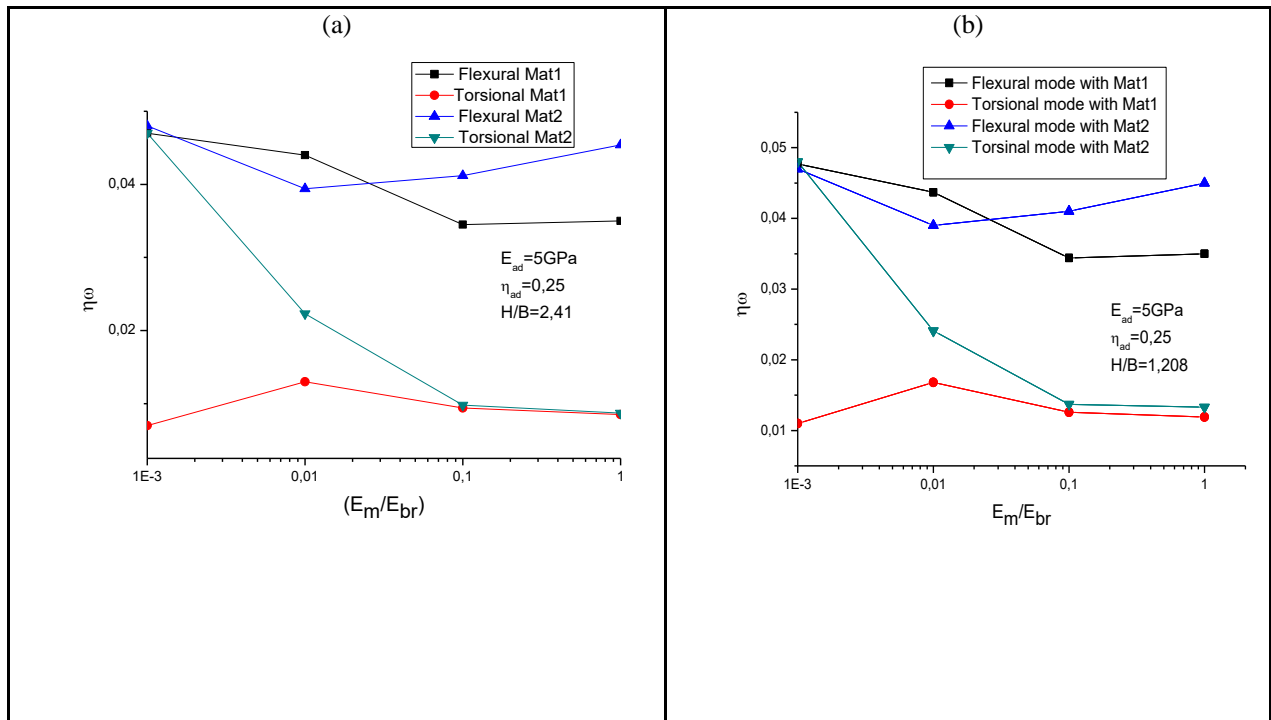 (a)
Flexural Mat1
Torsional Mat1
Flexural Mat2
Torsional Mat2
0,04
0,02
ηω
E_ad=5GPa
η_ad=0,25
H/B=2,41
1E-3 0,01 0,1 1
(E_m/E_br)
(b)
Flexural mode with Mat1
Torsional mode with Mat1
Flexural mode with Mat2
Torsinal mode with Mat2
0,05
0,04
0,03
0,02
0,01
ηω
E_ad=5GPa
η_ad=0,25
H/B=1,208
1E-3 0,01 0,1 1
E_m/E_br